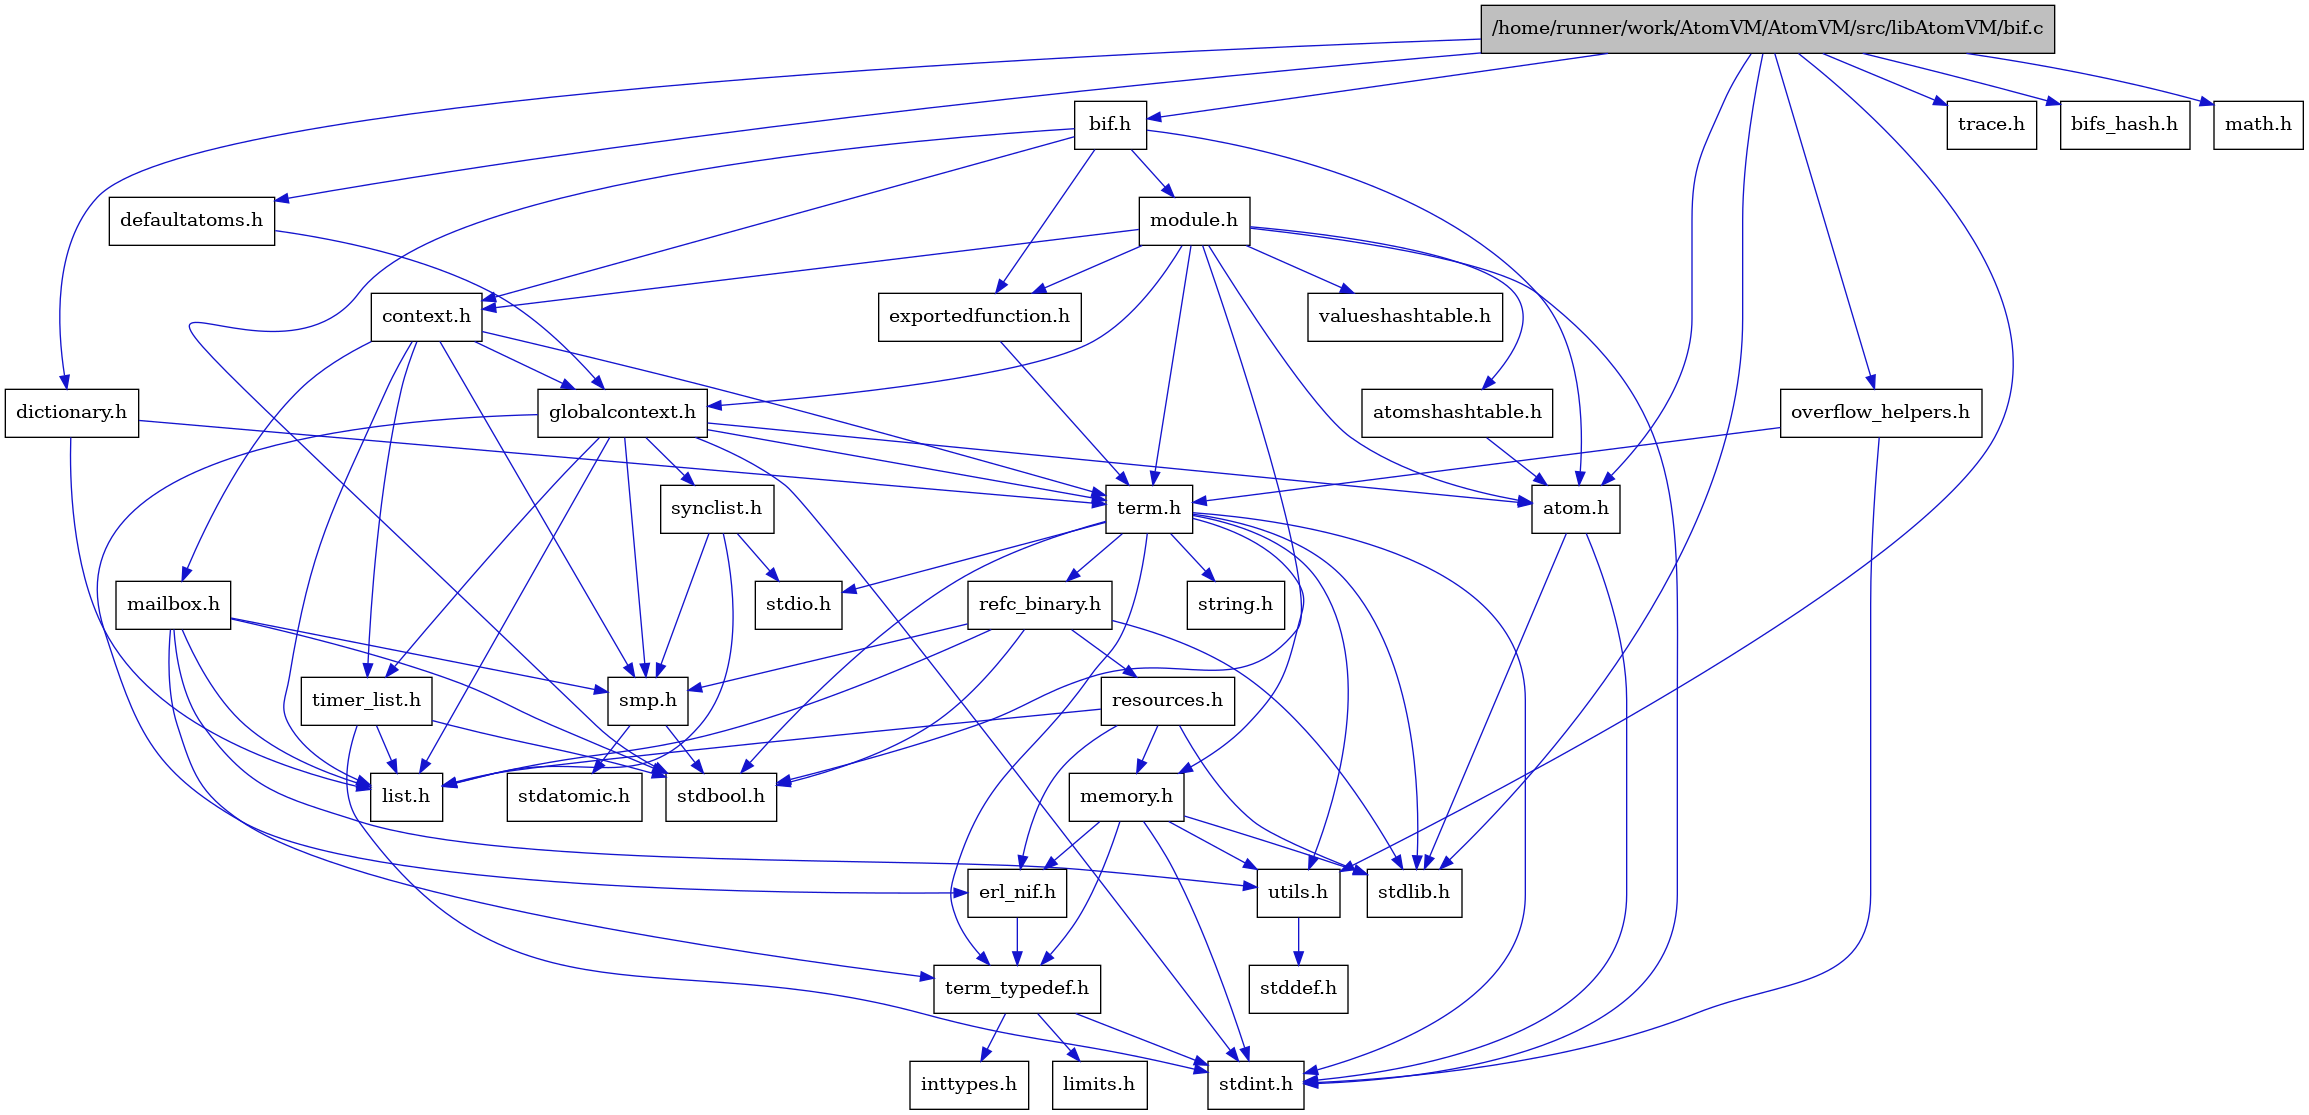 /home/runner/work/AtomVM/AtomVM/src/libAtomVM/bif.c
bif.h
trace.h
bifs_hash.h
math.h
defaultatoms.h
module.h
context.h
exportedfunction.h
valueshashtable.h
dictionary.h
globalcontext.h
atomshashtable.h
overflow_helpers.h
synclist.h
term.h
atom.h
mailbox.h
stdio.h
refc_binary.h
string.h
timer_list.h
smp.h
resources.h
list.h
stdatomic.h
stdbool.h
memory.h
erl_nif.h
utils.h
stdlib.h
term_typedef.h
stddef.h
inttypes.h
limits.h
stdint.h